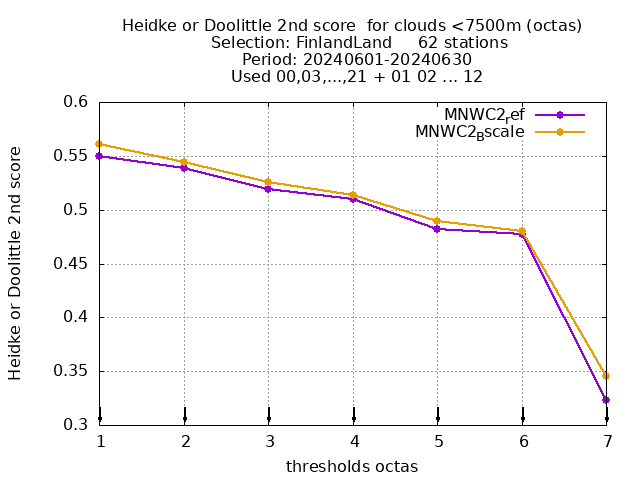 Heidke or Doolittle 2nd score  for clouds <7500m (octas)
Selection: FinlandLand     62 stations
Period: 20240601-20240630
Used 00,03,...,21 + 01 02 ... 12
MNWC2ref
MNWC2Bscale
Heidke or Doolittle 2nd score
0.6
0.55
0.5
0.45
0.4
0.35
0.3
1 2 3 4 5 6 7
thresholds octas